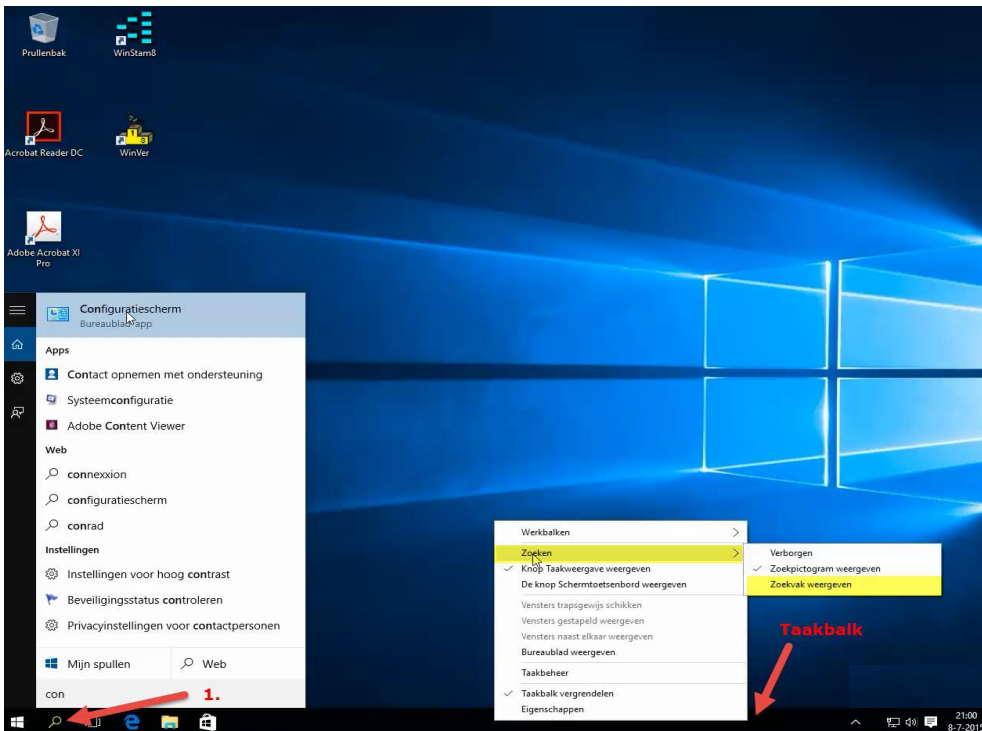 Prullenbak
WinStam8
Acrobat Reader DC
WinVer
Adobe Acrobat XI
Pro
Configuratiescherm
Bureaublad-app
Apps
Contact opnemen met ondersteuning
Systeemconfiguratie
Adobe Content Viewer
Web
connexxion
configuratiescherm
conrad
Instellingen
Instellingen voor hoog contrast
Beveiligingsstatus controleren
Privacyinstellingen voor contactpersonen
Mijn spullen
Web
con
1.
Werkbalken
Zoeken
Knop Taakweergave weergeven
De knop Schermtoetsenbord weergeven
Vensters trapsgewijs schikken
Vensters gestapeld weergeven
Vensters naast elkaar weergeven
Bureaublad weergeven
Taakbeheer
Taakbalk vergrendelen
Eigenschappen
Verborgen
Zoekpictogram weergeven
Zoekvak weergeven
Taakbalk
21:00
8-7-201